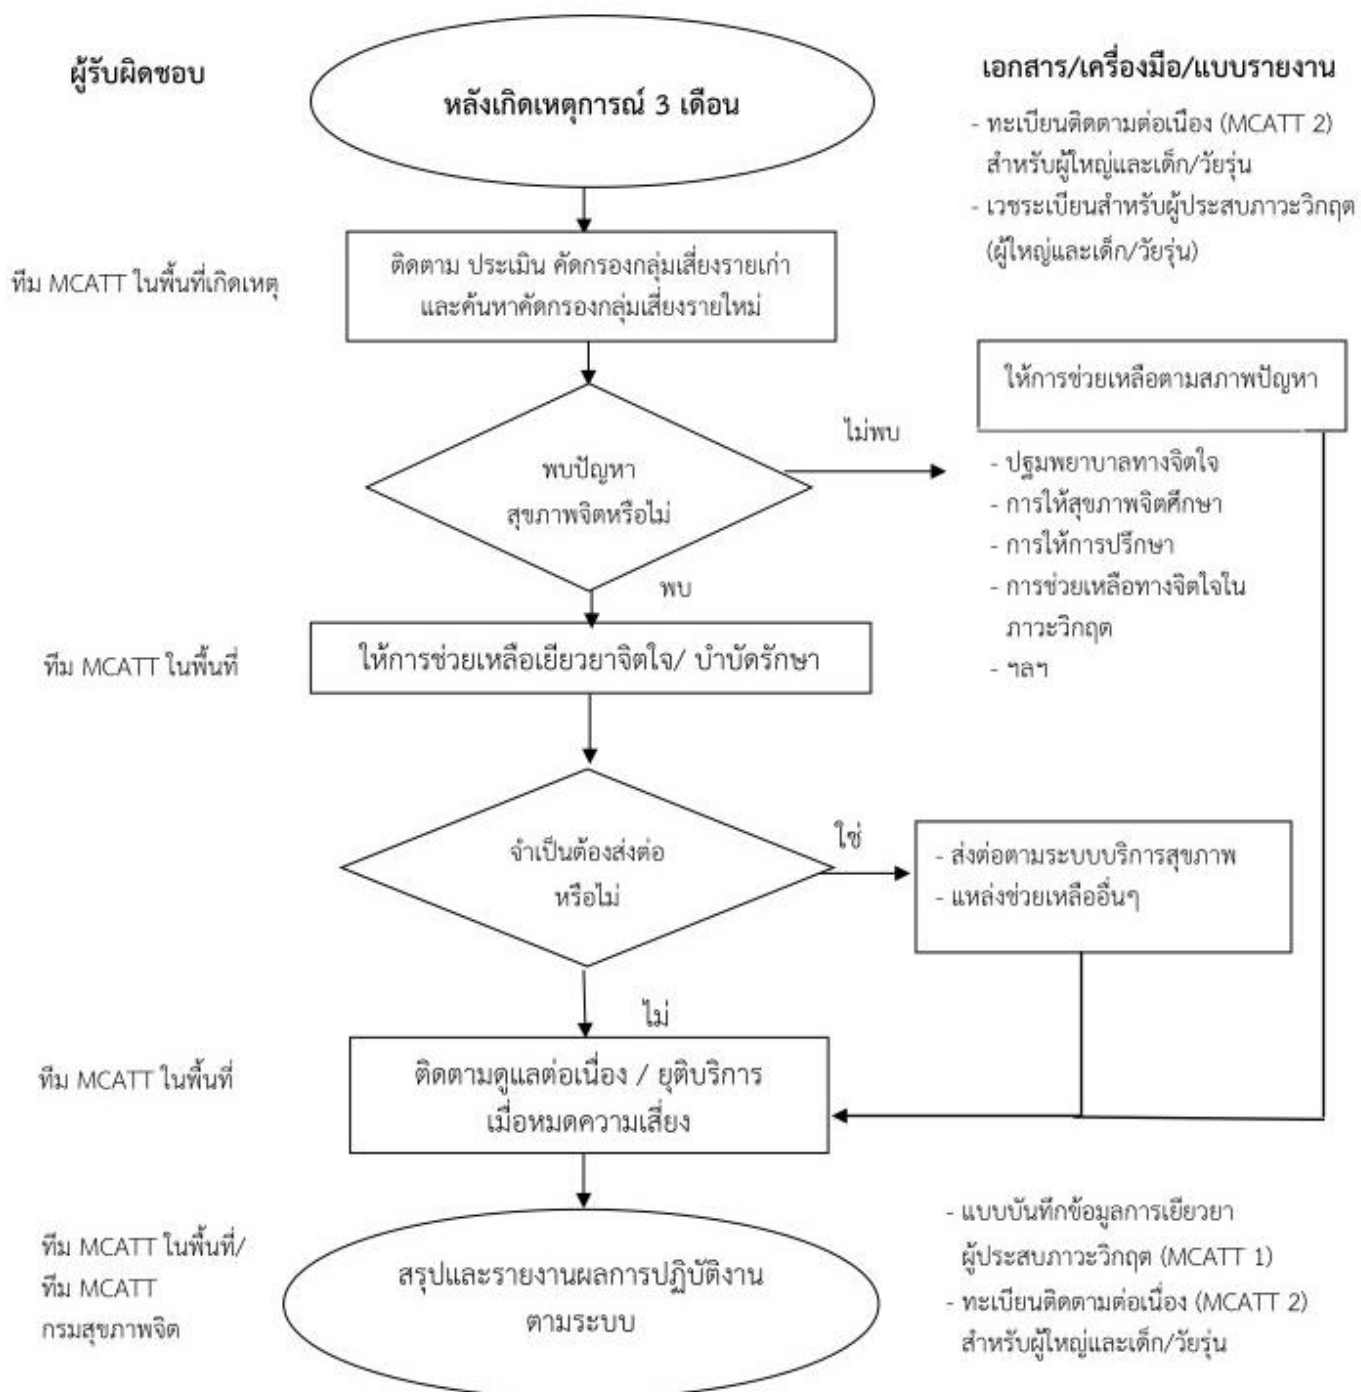 ผู้รับผิดชอบ
หลังเกิดเหตุการณ์ 3 เดือน
เอกสาร/เครื่องมือ/แบบรายงาน
- ทะเบียนติดตามต่อเนื่อง (MCATT 2)
สำหรับผู้ใหญ่และเด็ก/วัยรุ่น
- เวชระเบียนสำหรับผู้ประสบภาวะวิกฤต
(ผู้ใหญ่และเด็ก/วัยรุ่น)
ทีม MCATT ในพื้นที่เกิดเหตุ
ติดตาม ประเมิน คัดกรองกลุ่มเสี่ยงรายเก่า
และค้นหาคัดกรองกลุ่มเสี่ยงรายใหม่
พบปัญหา
สุขภาพจิตหรือไม่
ไม่พบ
ให้การช่วยเหลือตามสภาพปัญหา
- ปฐมพยาบาลทางจิตใจ
- การให้สุขภาพจิตศึกษา
- การให้การปรึกษา
- การช่วยเหลือทางจิตใจใน
ภาวะวิกฤต
- ฯลฯ
พบ
ทีม MCATT ในพื้นที่
ให้การช่วยเหลือเยียวยาจิตใจ/ บำบัดรักษา
จำเป็นต้องส่งต่อ
หรือไม่
ใช่
- ส่งต่อตามระบบบริการสุขภาพ
- แหล่งช่วยเหลืออื่นๆ
ไม่
ทีม MCATT ในพื้นที่
ติดตามดูแลต่อเนื่อง / ยุติบริการ
เมื่อหมดความเสี่ยง
ทีม MCATT ในพื้นที่/
ทีม MCATT
กรมสุขภาพจิต
สรุปและรายงานผลการปฏิบัติงาน
ตามระบบ
- แบบบันทึกข้อมูลการเยียวยา
ผู้ประสบภาวะวิกฤต (MCATT 1)
- ทะเบียนติดตามต่อเนื่อง (MCATT 2)
สำหรับผู้ใหญ่และเด็ก/วัยรุ่น